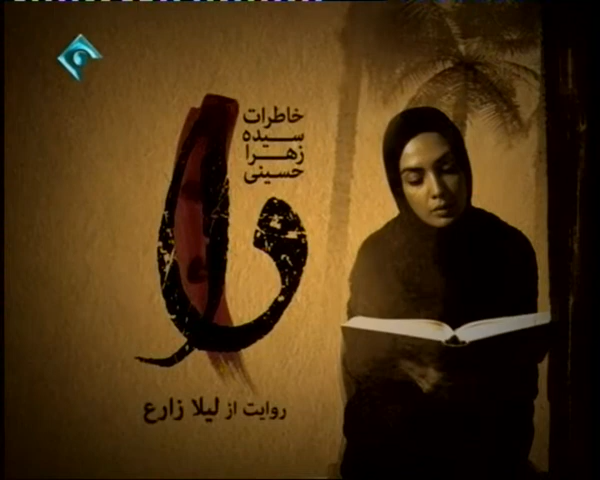 خاطرات
سیده
زهرا
حسینی
دا
روایت از لیلا زارع